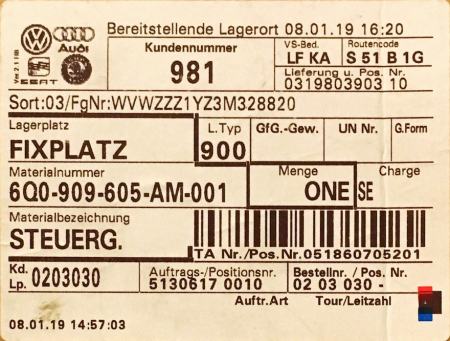 Bereitstellende Lagerort 08.01.19 16:20
Audi
SEAT
Kundennummer
981
VS-Bed. Routencode
LF KA S 51 B 1G
Lieferung u. Pos. Nr.
0319803903 10
Sort:03/FgNr:WVWZZZ1YZ3M328820
Lagerplatz L.Typ GfG.-Gew. UN Nr. G.Form
FIXPLATZ 900
Materialnummer Menge Charge
6Q0-909-605-AM-001 ONE SE
Materialbezeichnung
STEUERG.
TA Nr./Pos.Nr.051860705201
Kd. Lp. 0203030
Auftrags-/Positionsnr. Bestellnr. / Pos. Nr.
5130617 0010 02 03 030 -
Auftr.Art Tour/Leitzahl
08.01.19 14:57:03